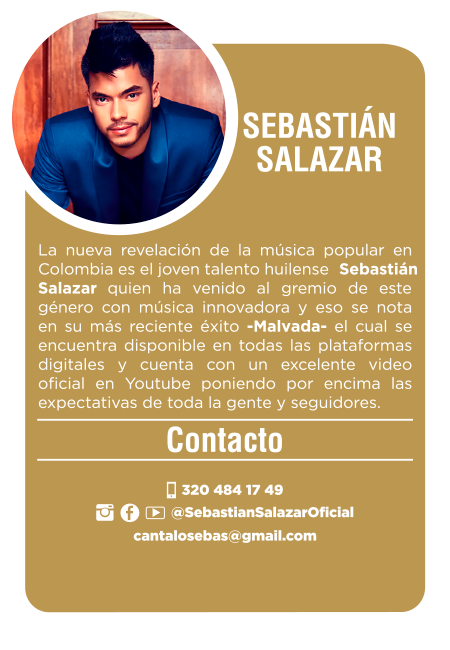 SEBASTIÁN
SALAZAR
La nueva revelación de la música popular en
Colombia es el joven talento huilense Sebastián
Salazar quien ha venido al gremio de este
género con música innovadora y eso se nota
en su más reciente éxito -Malvada- el cual se
encuentra disponible en todas las plataformas
digitales y cuenta con un excelente video
oficial en Youtube poniendo por encima las
expectativas de toda la gente y seguidores.
Contacto
320 484 17 49
@SebastianSalazarOficial
cantalosebas@gmail.com